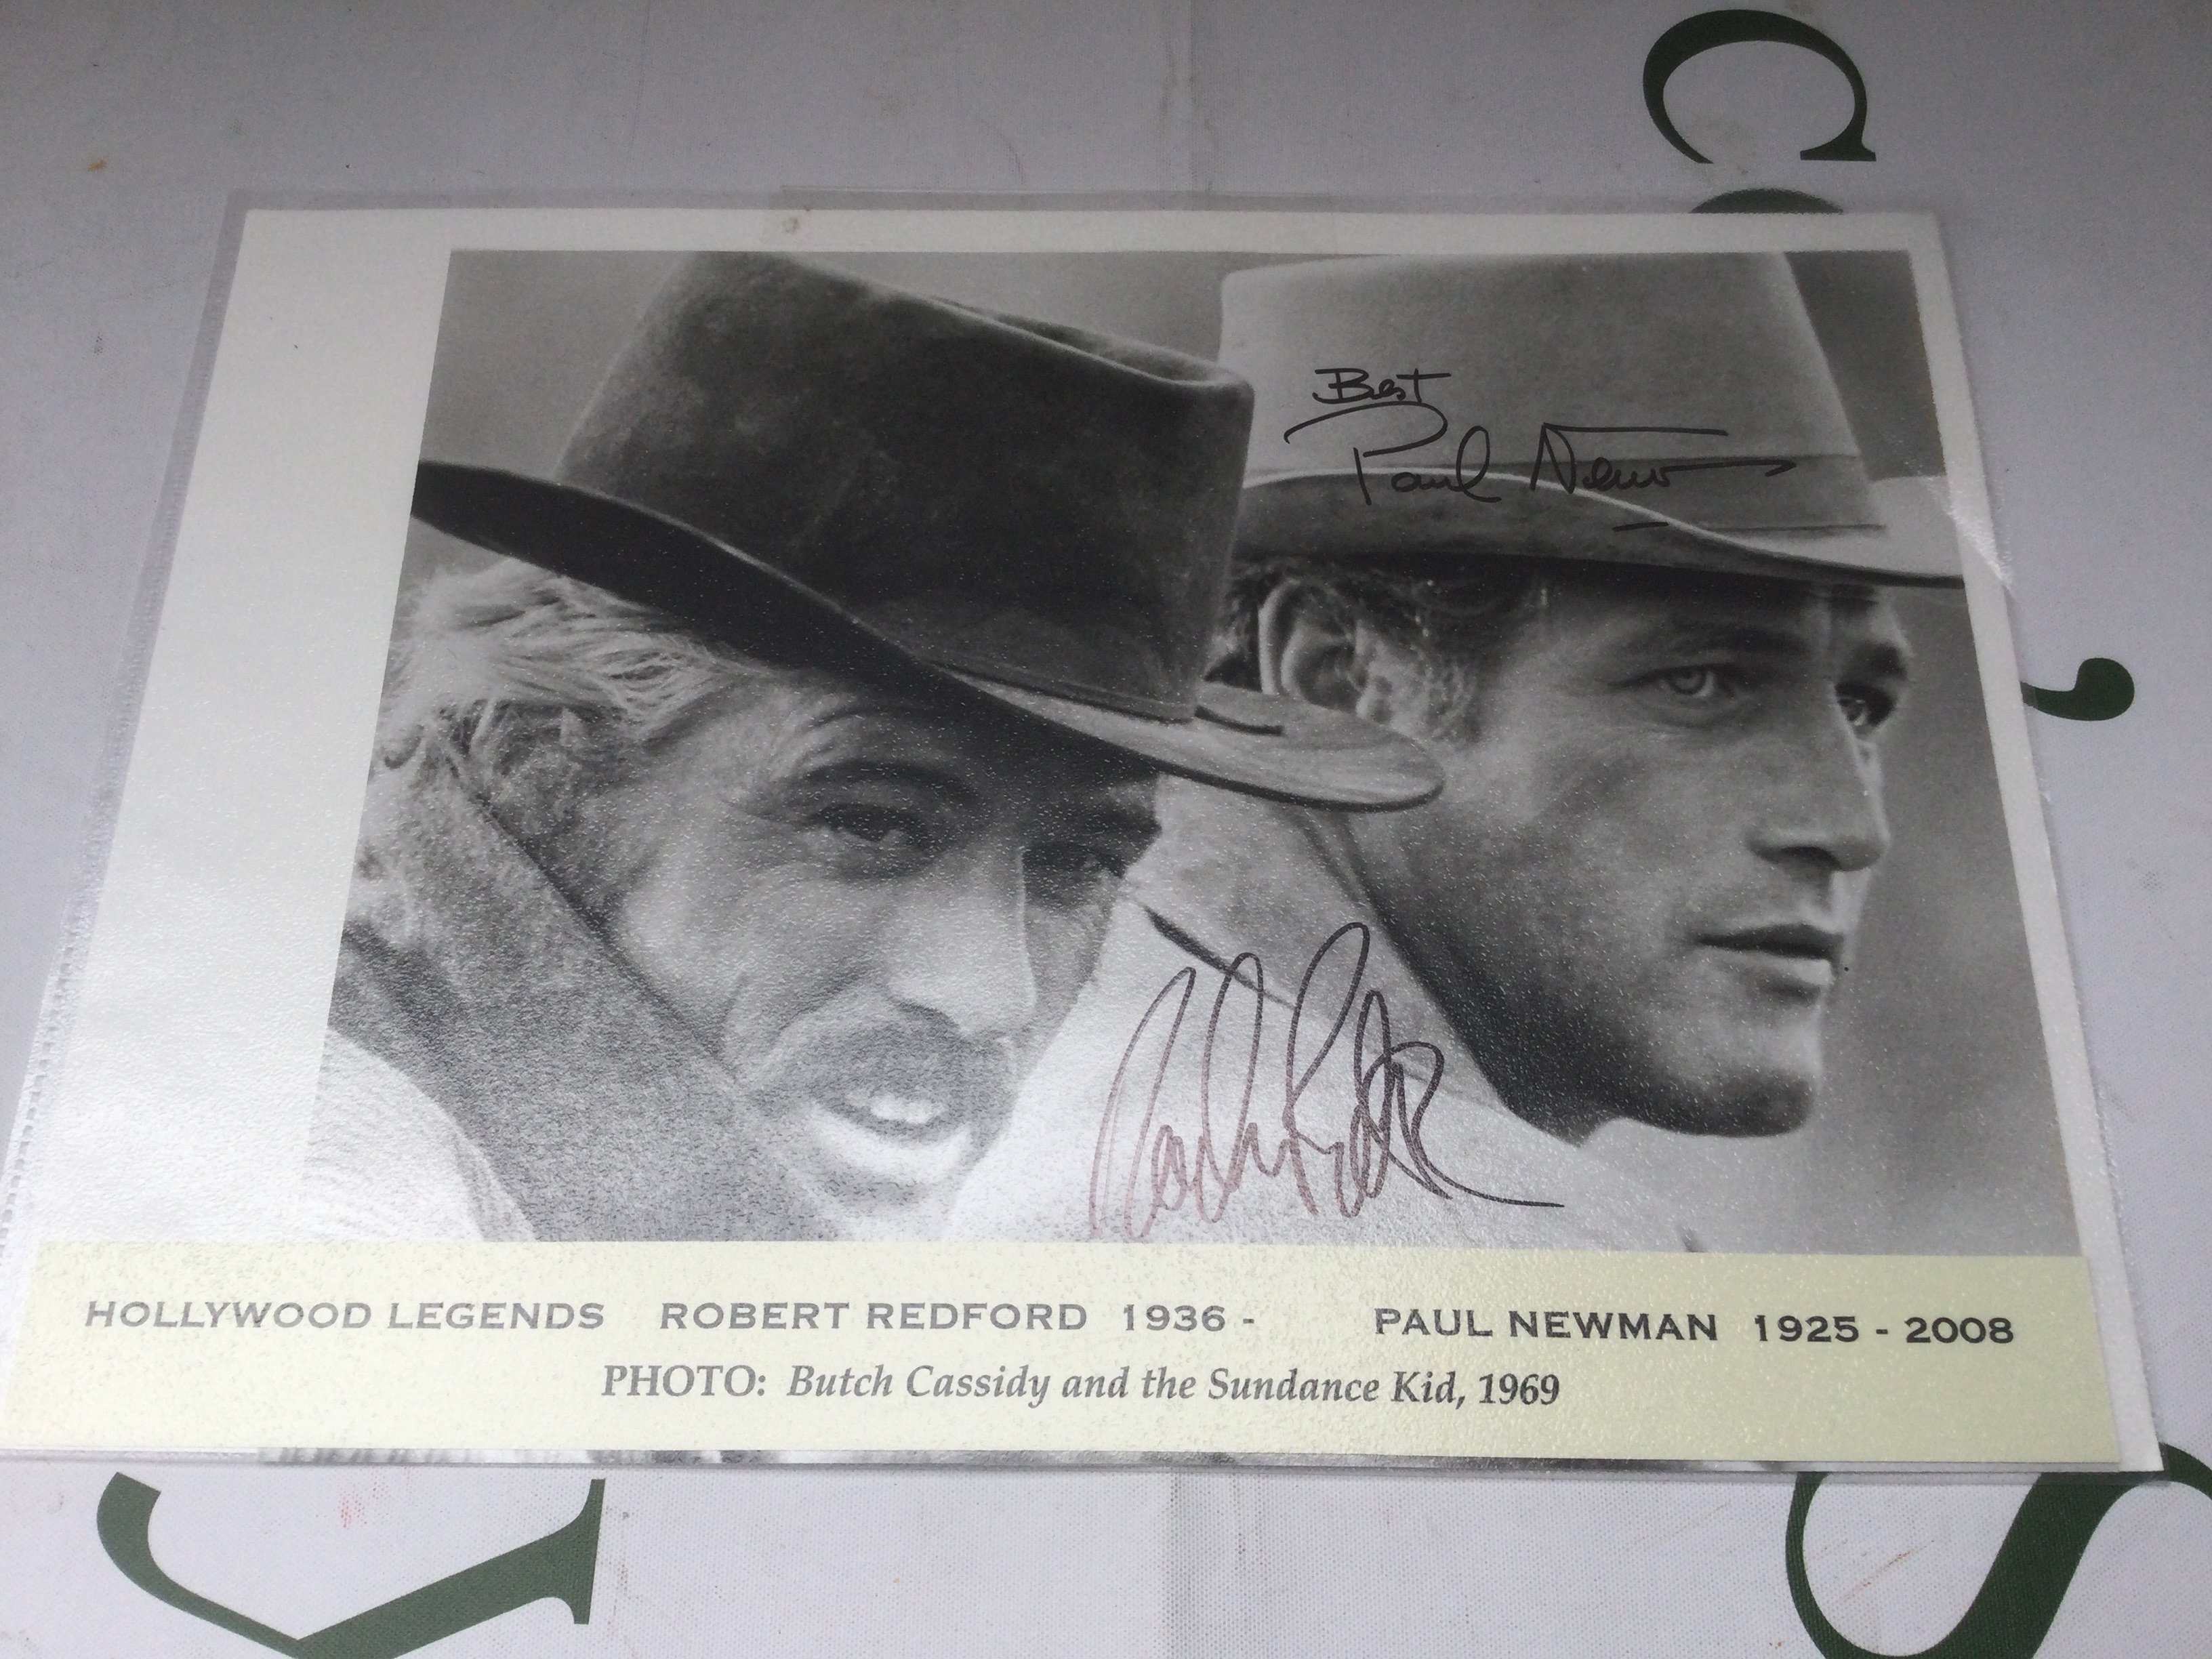 Best
Paul Newman
HOLLYWOOD LEGENDS ROBERT REDFORD 1936 - PAUL NEWMAN 1925 - 2008
PHOTO: Butch Cassidy and the Sundance Kid, 1969